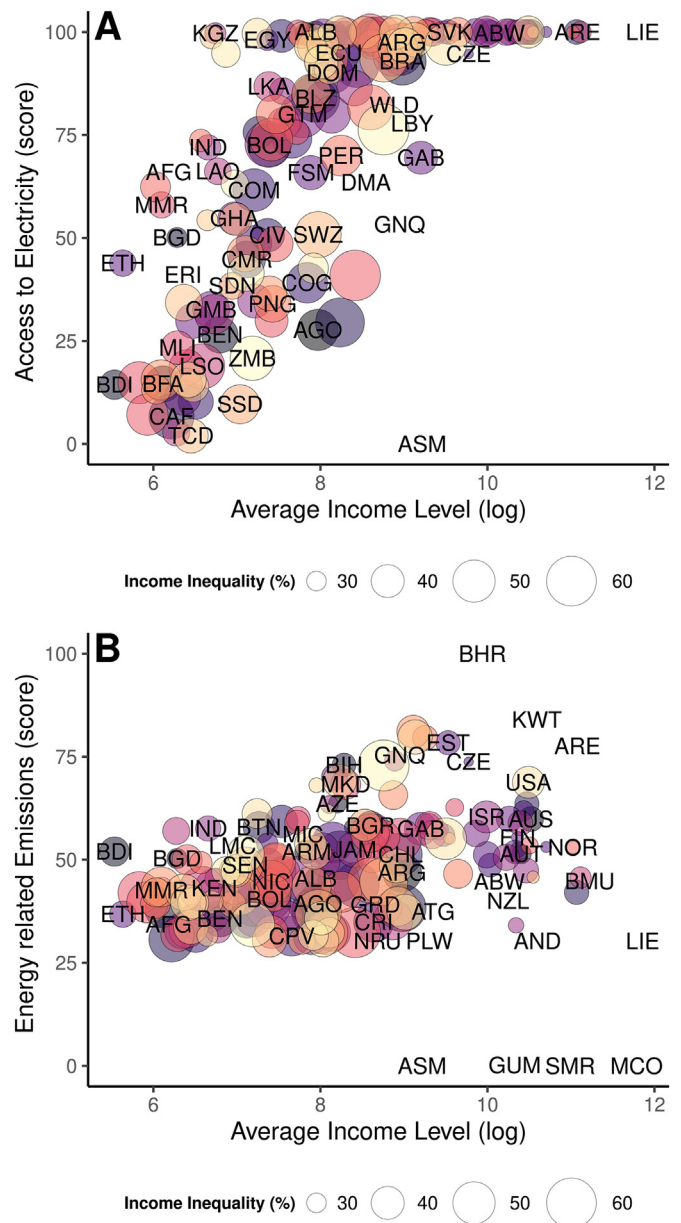 A
100
KGZ EGY ALB ARG SVK ABW ARE LIE
ECU BRA CZE
DOM
LKA BLZ WLD
GTM LBY
75
IND BOL PER GAB
AFG LAO FSM DMA
COM
MMR
GHA GNQ
BGD CIV SWZ
50
ETH CMR
ERI SDN COG
GMB PNG
BEN AGO
25
MLI ZMB
LSO
BDI BFA
SSD
CAF
TCD
0
ASM
Access to Electricity (score)
6 8 10 12
Average Income Level (log)
Income Inequality (%) 30 40 50 60
B
100
BHR
KWT
ARE
75
EST
GNQ CZE
BIH
MKD USA
AZE
ISR AUS
IND BTN MIC BGR GAB
FIN
BDI LMC ARM JAM CHL AUT NOR
50
BGD SEN ARG
MMR KEN NIC ALB ABW BMU
BOL AGO GRD NZL
ETH BEN CRI ATG
AFG CPV NRU PLW AND LIE
25
0
ASM GUM SMR MCO
Energy related Emissions (score)
6 8 10 12
Average Income Level (log)
Income Inequality (%) 30 40 50 60